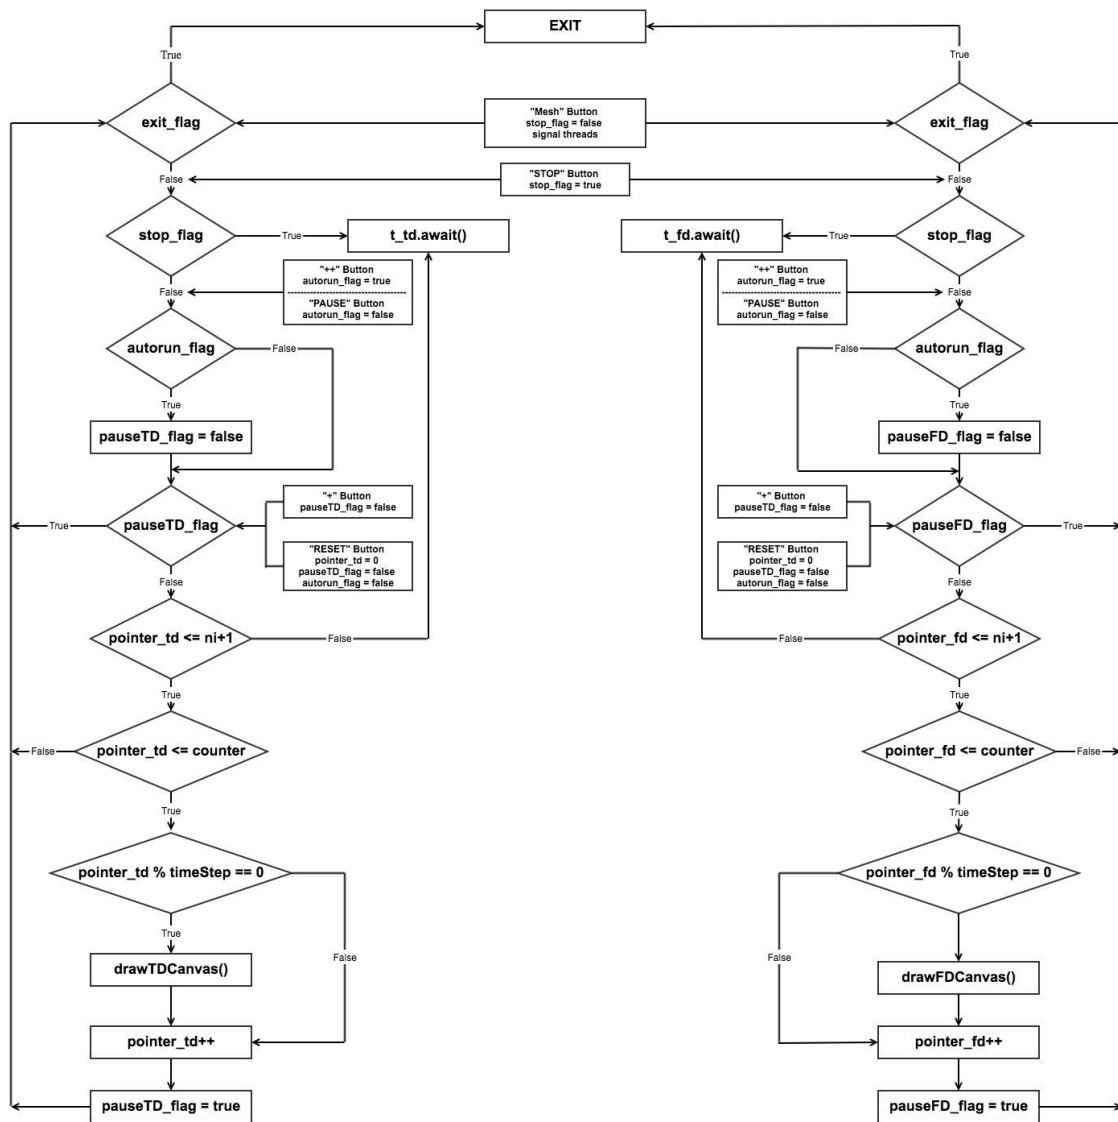 EXIT
True
True
exit_flag
"Mesh" Button
stop_flag = false
signal threads
exit_flag
False
"STOP" Button
stop_flag = true
False
stop_flag
True
t_td.await()
t_fd.await()
True
stop_flag
False
"++" Button
autorun_flag = true
"PAUSE" Button
autorun_flag = false
"++" Button
autorun_flag = true
"PAUSE" Button
autorun_flag = false
False
autorun_flag
False
False
autorun_flag
True
True
pauseTD_flag = false
pauseFD_flag = false
True
pauseTD_flag
"+" Button
pauseTD_flag = false
"RESET" Button
pointer_td = 0
pauseTD_flag = false
autorun_flag = false
"+" Button
pauseTD_flag = false
"RESET" Button
pointer_td = 0
pauseTD_flag = false
autorun_flag = false
pauseFD_flag
True
False
False
pointer_td <= ni+1
False
False
pointer_fd <= ni+1
True
True
False
pointer_td <= counter
pointer_fd <= counter
False
True
True
pointer_td % timeStep == 0
pointer_fd % timeStep == 0
True
False
False
drawTDCanvas()
drawFDCanvas()
pointer_td++
pointer_fd++
pauseTD_flag = true
pauseFD_flag = true